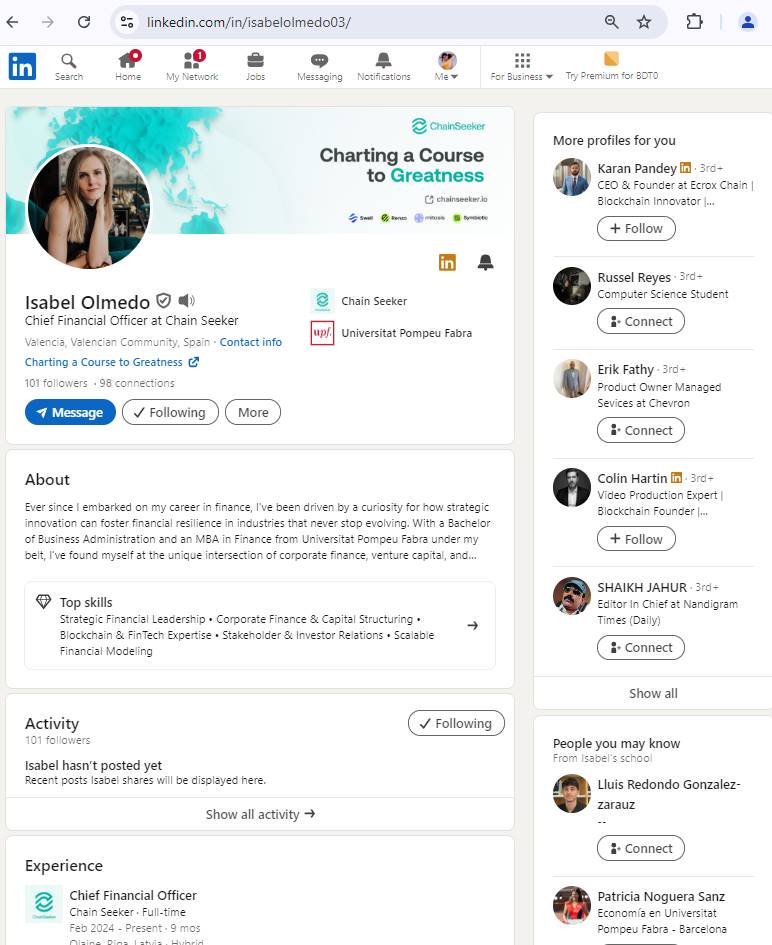 linkedin.com/in/isabelolmedo03/
in
Search
Home
1
My Network
Jobs
Messaging
Notifications
Me
For Business
Try Premium for BDT0
ChainSeeker
Charting a Course
to Greatness
chainseeker.io
Swell Renzo mitosis Symbiotic
in
Isabel Olmedo
Chief Financial Officer at Chain Seeker
Valencia, Valencian Community, Spain · Contact info
Charting a Course to Greatness
101 followers · 98 connections
Message
Following
More
Chain Seeker
upf.
Universitat Pompeu Fabra
About
Ever since I embarked on my career in finance, I've been driven by a curiosity for how strategic
innovation can foster financial resilience in industries that never stop evolving. With a Bachelor
of Business Administration and an MBA in Finance from Universitat Pompeu Fabra under my
belt, I've found myself at the unique intersection of corporate finance, venture capital, and...
Top skills
Strategic Financial Leadership • Corporate Finance & Capital Structuring •
Blockchain & FinTech Expertise • Stakeholder & Investor Relations • Scalable
Financial Modeling
Activity
Following
101 followers
Isabel hasn't posted yet
Recent posts Isabel shares will be displayed here.
Show all activity
Experience
Chief Financial Officer
Chain Seeker · Full-time
Feb 2024 - Present · 9 mos
Olaine, Riga, Latvia · Hybrid
More profiles for you
Karan Pandey in · 3rd+
CEO & Founder at Ecrox Chain |
Blockchain Innovator |...
+ Follow
Russel Reyes · 3rd+
Computer Science Student
Connect
Erik Fathy · 3rd+
Product Owner Managed
Sevices at Chevron
Connect
Colin Hartin in · 3rd+
Video Production Expert |
Blockchain Founder |...
+ Follow
SHAIKH JAHUR · 3rd+
Editor In Chief at Nandigram
Times (Daily)
Connect
Show all
People you may know
From Isabel's school
Lluis Redondo Gonzalez-
zarauz
--
Connect
Patricia Noguera Sanz
Economía en Universitat
Pompeu Fabra - Barcelona